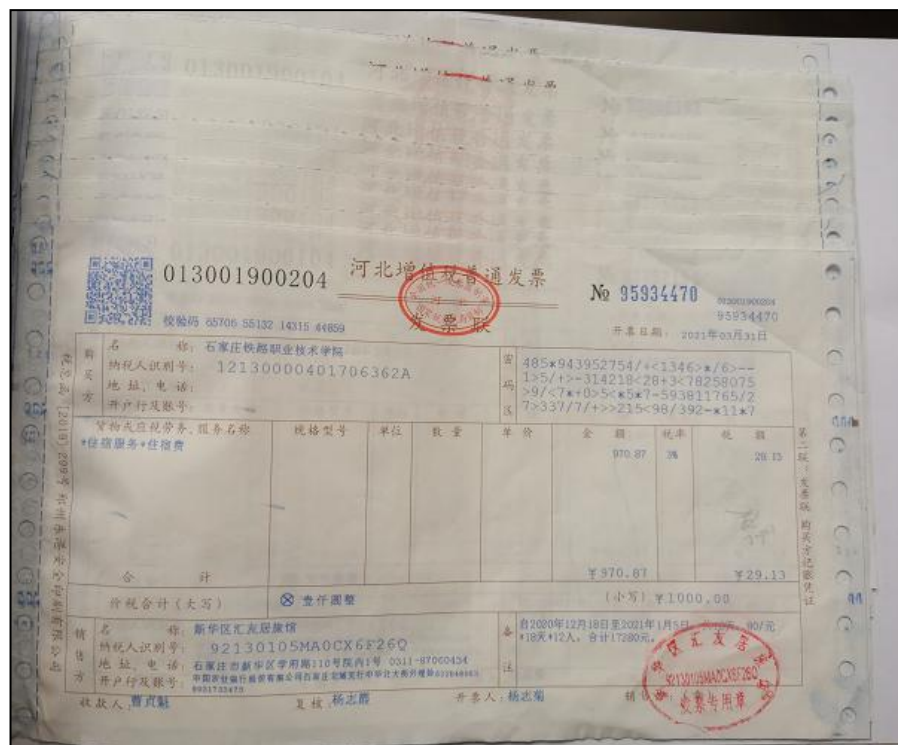 河北增值税普通发票
013001900204
发票联
№ 95934470
013001900204
95934470
校验码 65706 55132 14315 44859
开票日期: 2021年03月31日
购买方
名 称: 石家庄铁路职业技术学院
纳税人识别号: 12130000401706362A
地 址、电 话:
开户行及账号:
密码区
485*943952754/+<1346>*/6>--
1>5/+>-314218<28+3<78258075
>9/<7*+0>5<*5*7-593811765/2
7>337/7/+>>215<98/392-*11*7
货物或应税劳务、服务名称 规格型号 单位 数量 单价 金额 税率 税额
*住宿服务*住宿费 970.87 3% 29.13
合 计 ￥970.87 ￥29.13
价税合计(大写) ⊗ 壹仟圆整 (小写) ￥1000.00
销售方
名 称: 新华区汇友居旅馆
纳税人识别号: 92130105MA0CX6F26Q
地 址、电 话: 石家庄市新华区学府路110号院内1号 0311-87060434
开户行及账号:
备注
自2020年12月18日至2021年1月5日
90/元
*18天*12人, 合计17280元。
收款人: 曹贞魁
复核: 杨志爵
开票人: 杨志菊
第二联:发票联 购买方记账凭证
92130105MA0CX6F26Q
发票专用章